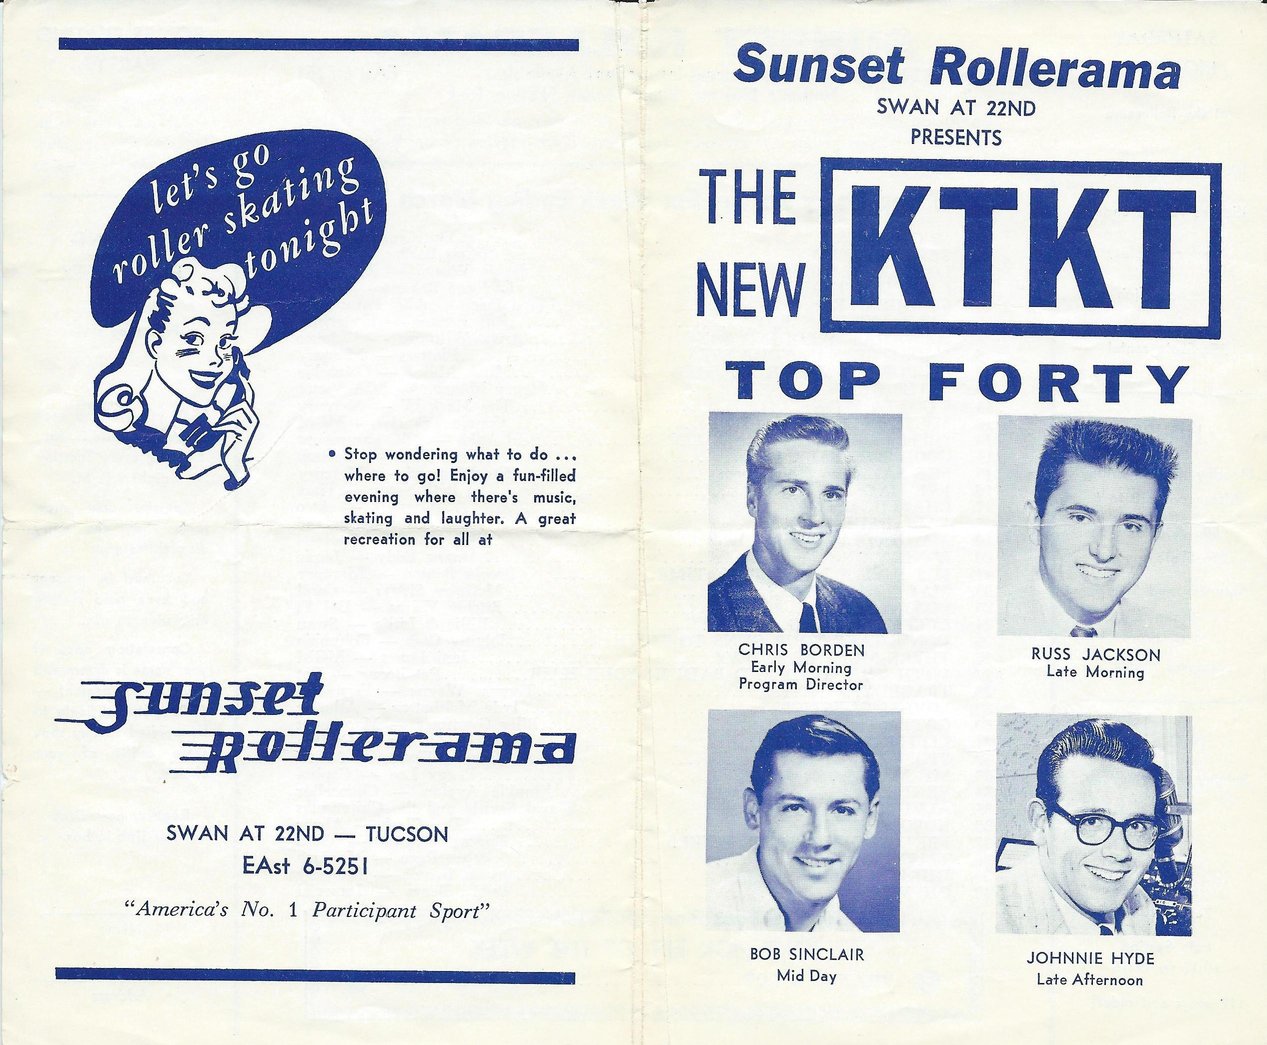 let's go
roller skating
tonight
• Stop wondering what to do ...
where to go! Enjoy a fun-filled
evening where there's music,
skating and laughter. A great
recreation for all at
Sunset
Rollerama
SWAN AT 22ND — TUCSON
EAst 6-5251
"America's No. 1 Participant Sport"
Sunset Rollerama
SWAN AT 22ND
PRESENTS
THE
NEW
KTKT
TOP FORTY
CHRIS BORDEN
Early Morning
Program Director
RUSS JACKSON
Late Morning
BOB SINCLAIR
Mid Day
JOHNNIE HYDE
Late Afternoon